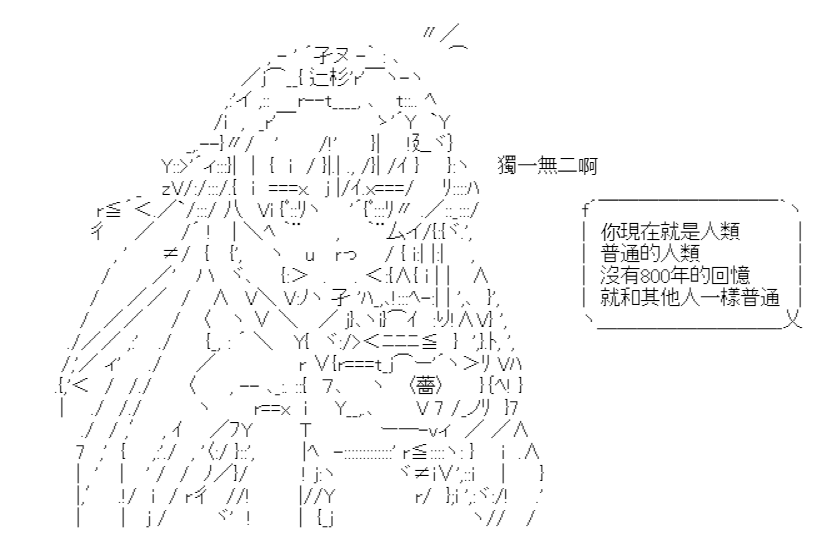 獨一無二啊
你現在就是人類
普通的人類
沒有800年的回憶
就和其他人一樣普通